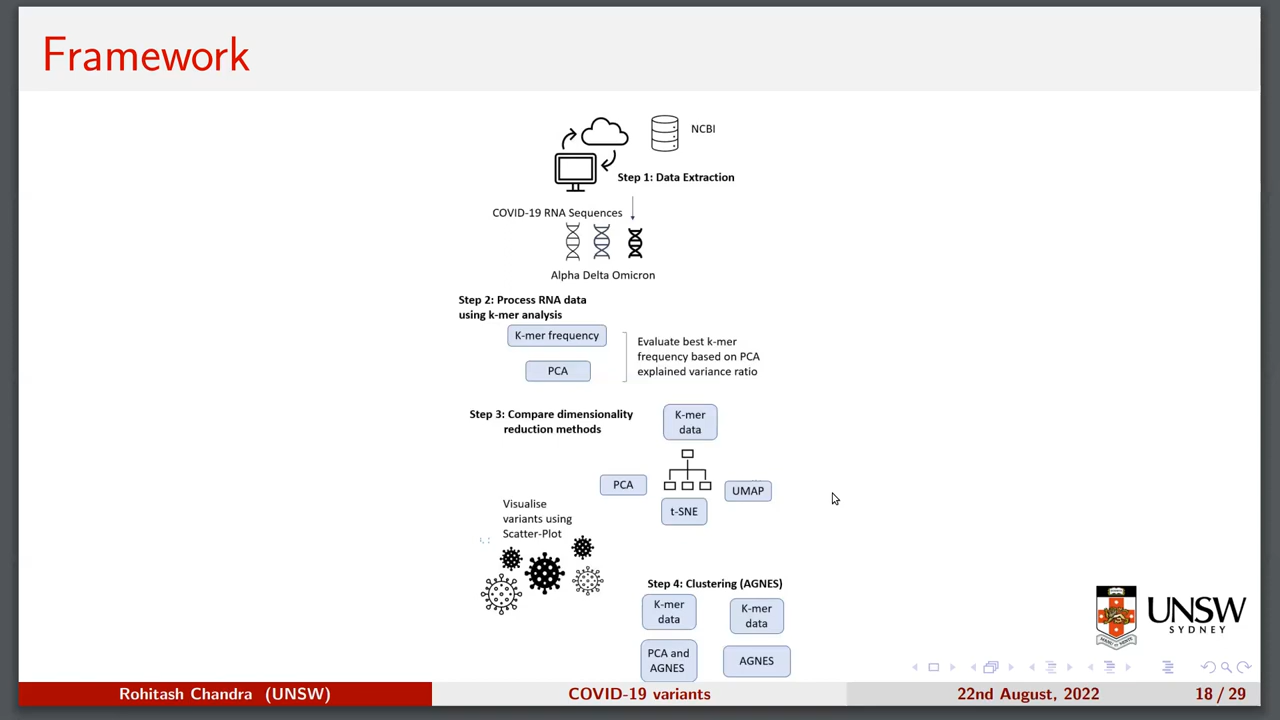 Framework
NCBI
Step 1: Data Extraction
COVID-19 RNA Sequences
Alpha Delta Omicron
Step 2: Process RNA data
using k-mer analysis
K-mer frequency
PCA
Evaluate best k-mer
frequency based on PCA
explained variance ratio
Step 3: Compare dimensionality
reduction methods
K-mer
data
PCA
UMAP
t-SNE
Visualise
variants using
Scatter-Plot
Step 4: Clustering (AGNES)
K-mer
data
K-mer
data
PCA and
AGNES
AGNES
UNSW
SYDNEY
Rohitash Chandra (UNSW)
COVID-19 variants
22nd August, 2022
18 / 29